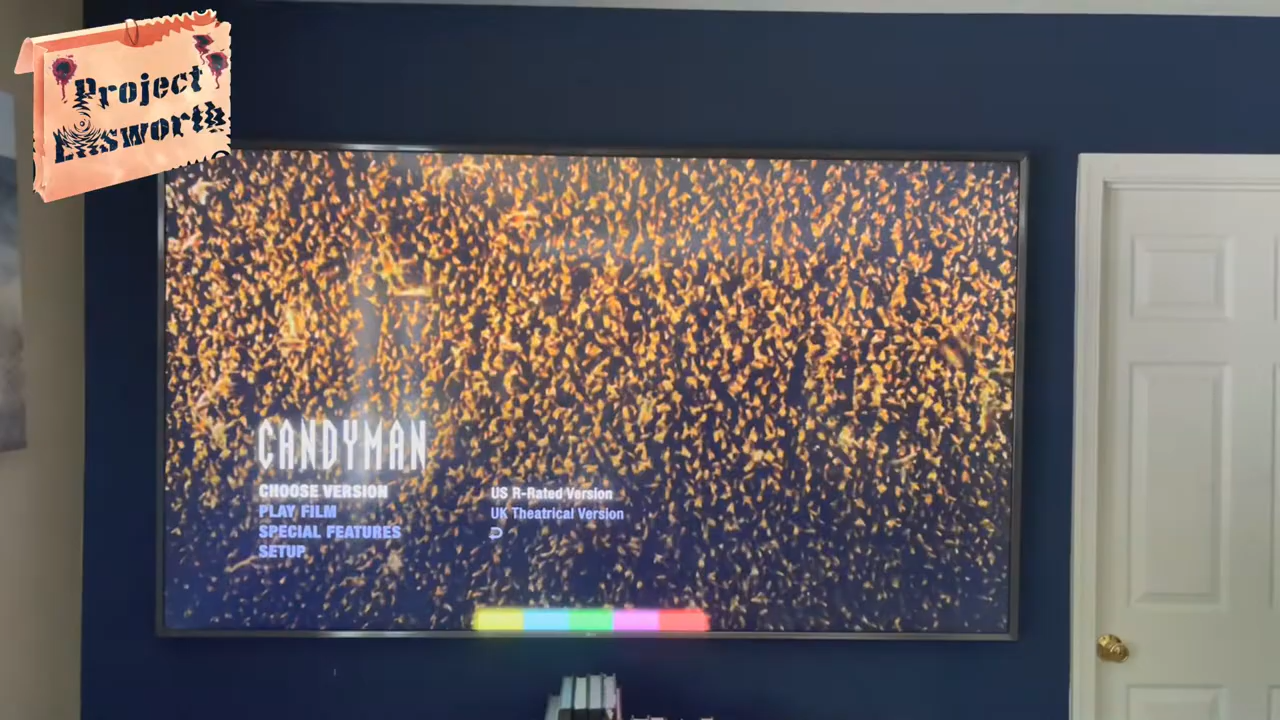 Project
Ellsworth
CANDYMAN
CHOOSE VERSION
PLAY FILM
SPECIAL FEATURES
SETUP
US R-Rated Version
UK Theatrical Version